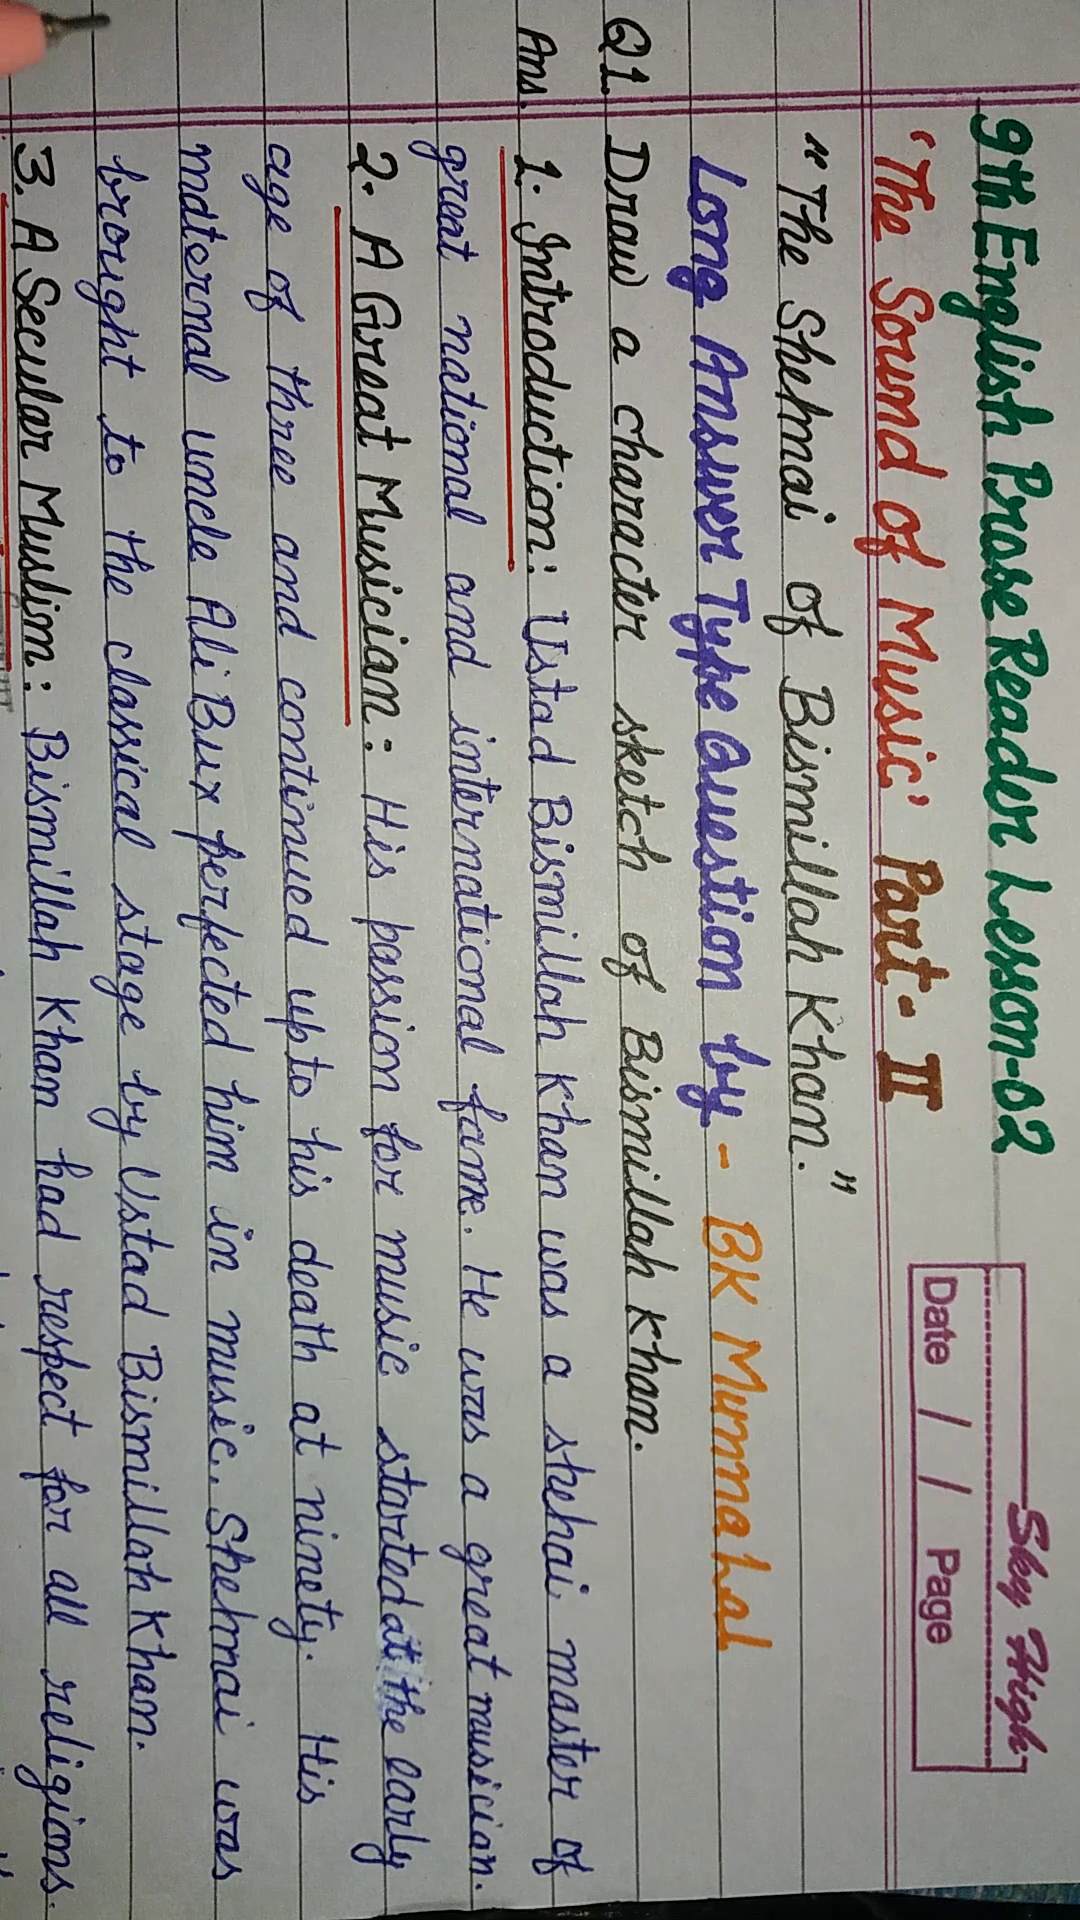 Sky High
Date / / Page
9th English Prose Reader Lesson-02
'The Sound of Music' Part-II
"The Shehnai of Bismillah Khan."
Long Answer Type Question by - BK Munna Lal
Q1. Draw a character sketch of Bismillah Khan.
Ans. 1. Introduction: Ustad Bismillah Khan was a shehai master of
great national and international fame. He was a great musician.
2. A Great Musician: His passion for music started at the early
age of three and continued upto his death at ninety. His
maternal uncle Ali Bux perfected him in music. Shehnai was
brought to the classical stage by Ustad Bismillah Khan.
3. A Secular Muslim: Bismillah Khan had respect for all religions.